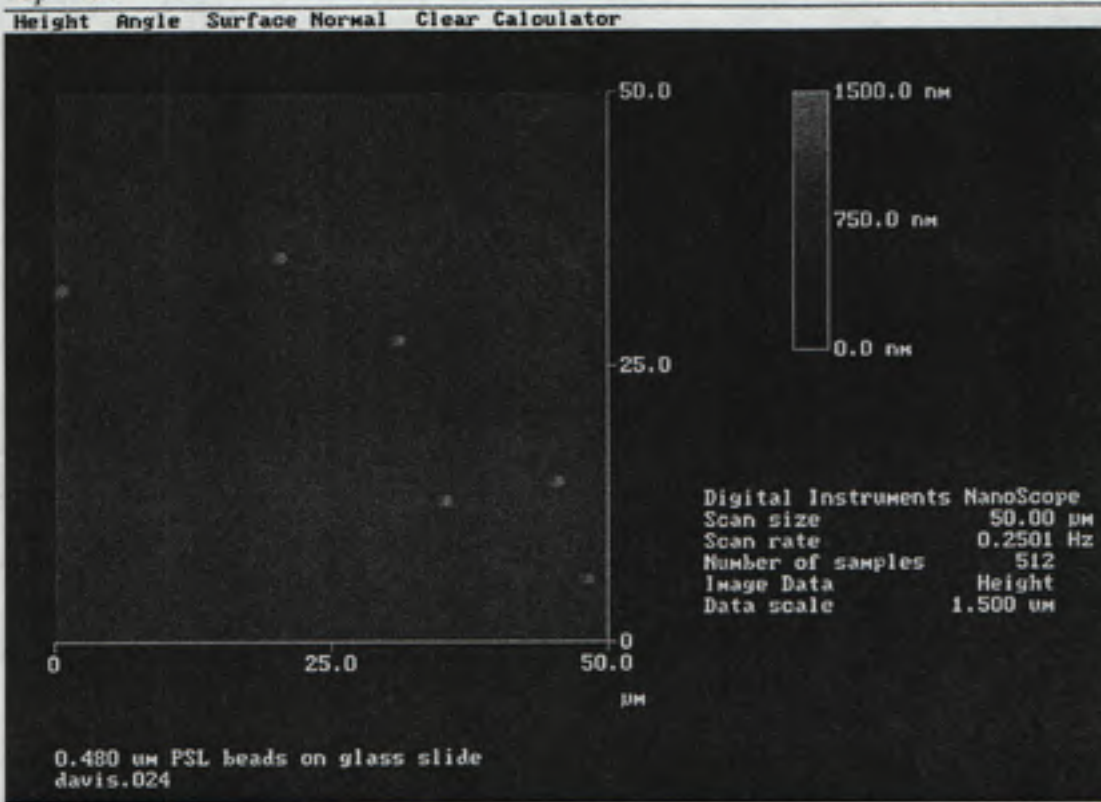 Height Angle Surface Normal Clear Calculator
50.0
25.0
0
0 25.0 50.0
µM
1500.0 nM
750.0 nM
0.0 nM
Digital Instruments NanoScope
Scan size 50.00 µM
Scan rate 0.2501 Hz
Number of samples 512
Image Data Height
Data scale 1.500 uM
0.480 uM PSL beads on glass slide
davis.024